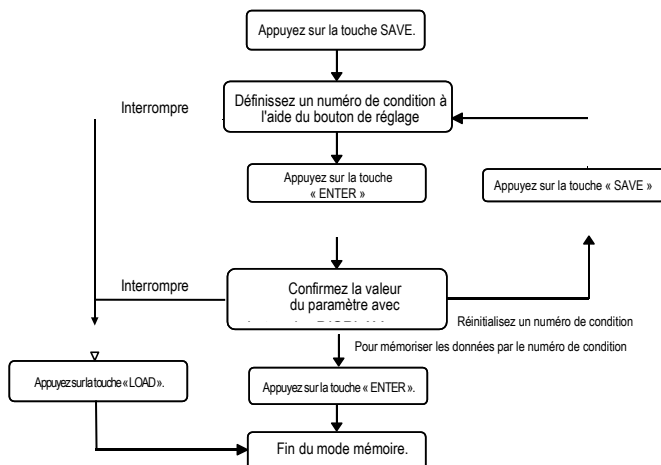 Appuyez sur la touche SAVE.
Interrompre
Définissez un numéro de condition à
l'aide du bouton de réglage
Appuyez sur la touche
« ENTER »
Appuyez sur la touche « SAVE »
Interrompre
Confirmez la valeur
du paramètre avec
Réinitialisez un numéro de condition
Pour mémoriser les données par le numéro de condition
Appuyez sur la touche « LOAD ».
Appuyez sur la touche « ENTER ».
Fin du mode mémoire.